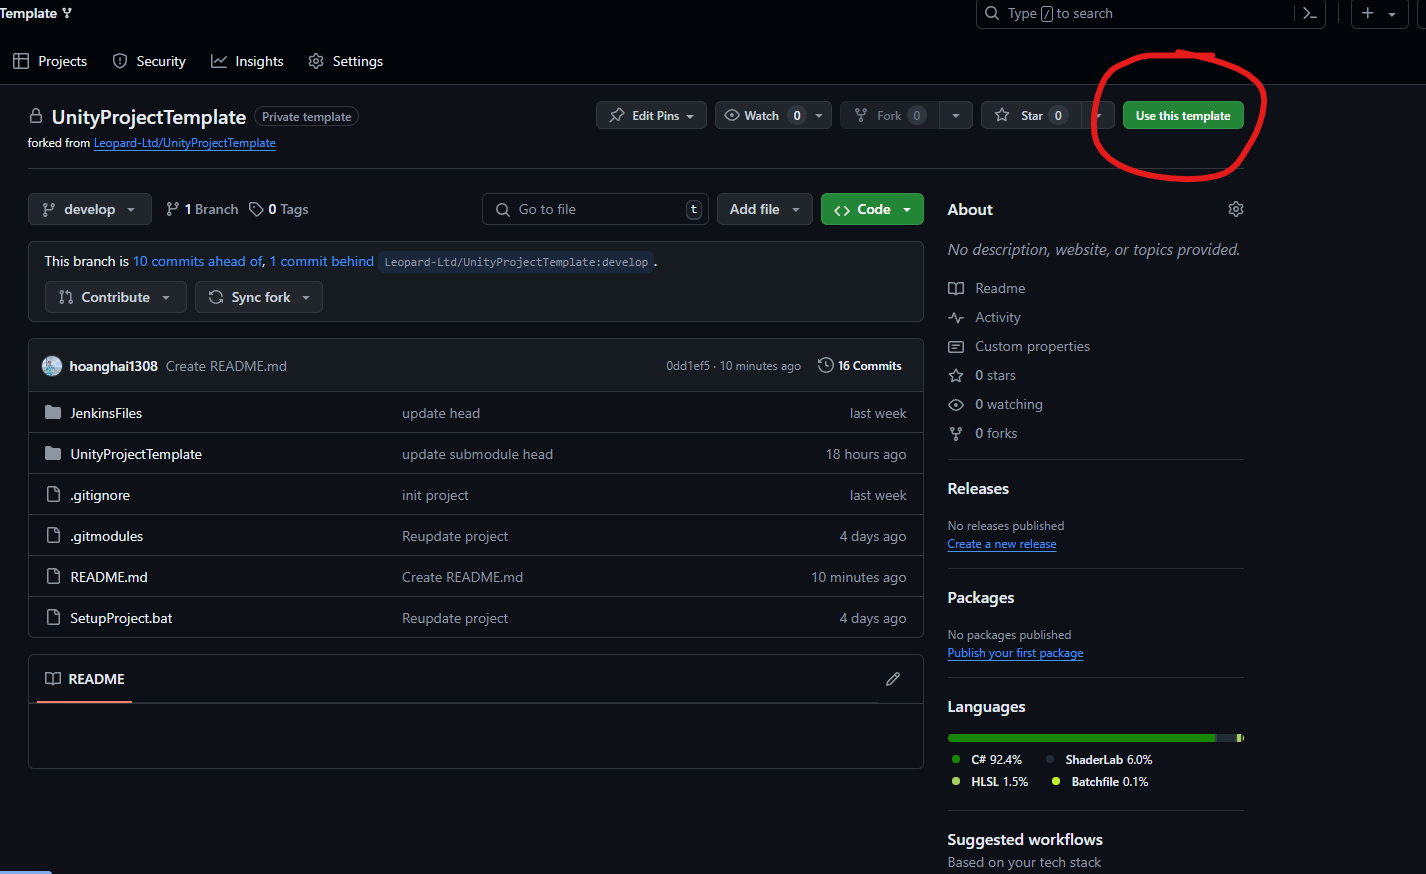 Template
Type / to search
Projects Security Insights Settings
UnityProjectTemplate Private template
Edit Pins Watch 0 Fork 0 Star 0 Use this template
forked from Leopard-Ltd/UnityProjectTemplate
develop 1 Branch 0 Tags Go to file t Add file Code
This branch is 10 commits ahead of, 1 commit behind Leopard-Ltd/UnityProjectTemplate:develop .
Contribute Sync fork
hoanghai1308 Create README.md 0dd1ef5 · 10 minutes ago 16 Commits
JenkinsFiles update head last week
UnityProjectTemplate update submodule head 18 hours ago
.gitignore init project last week
.gitmodules Reupdate project 4 days ago
README.md Create README.md 10 minutes ago
SetupProject.bat Reupdate project 4 days ago
README
About
No description, website, or topics provided.
Readme
Activity
Custom properties
0 stars
0 watching
0 forks
Releases
No releases published
Create a new release
Packages
No packages published
Publish your first package
Languages
C# 92.4% ShaderLab 6.0%
HLSL 1.5% Batchfile 0.1%
Suggested workflows
Based on your tech stack